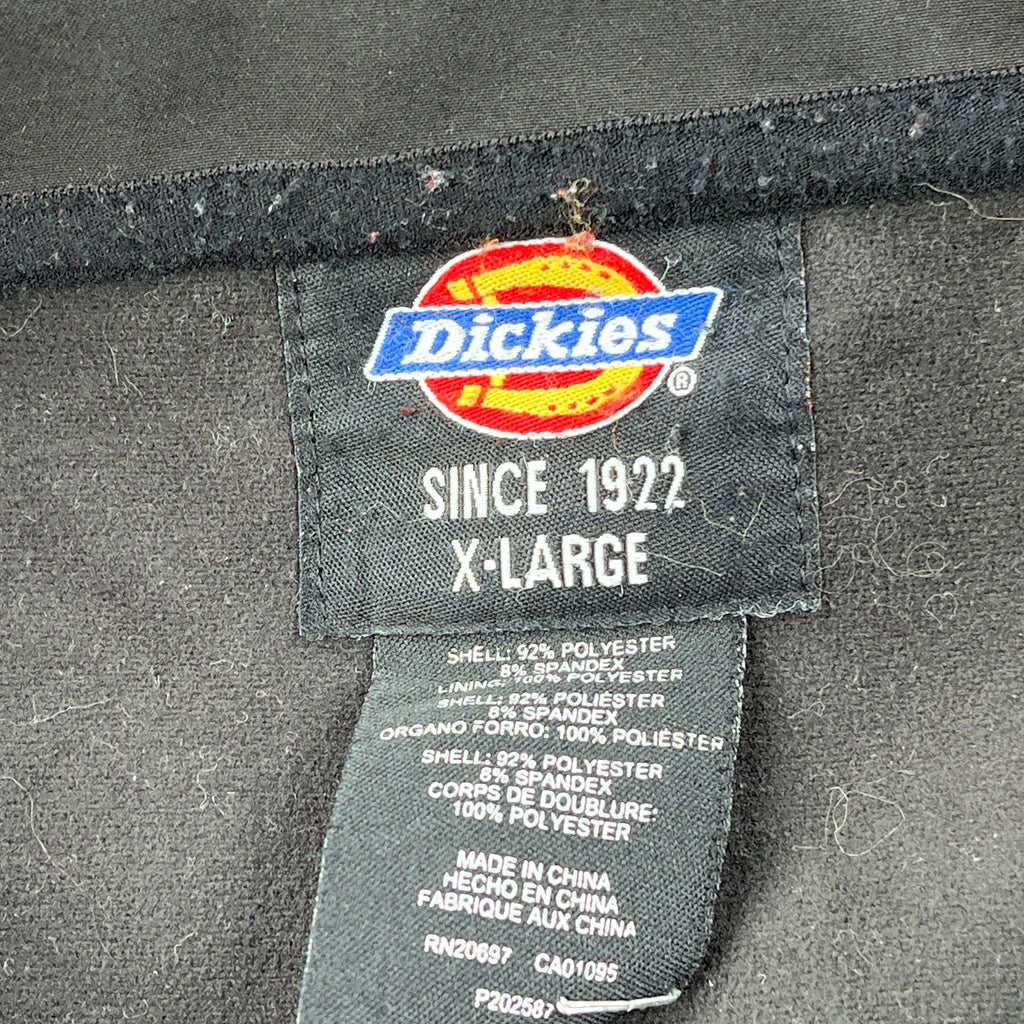 Dickies®
SINCE 1922
X-LARGE
SHELL: 92% POLYESTER
8% SPANDEX
LINING: 100% POLYESTER
SHELL: 92% POLIÉSTER
8% SPANDEX
ORGANO FORRO: 100% POLIÉSTER
SHELL: 92% POLYESTER
8% SPANDEX
CORPS DE DOUBLURE:
100% POLYESTER
MADE IN CHINA
HECHO EN CHINA
FABRIQUE AUX CHINA
RN20697 CA01095
P202587